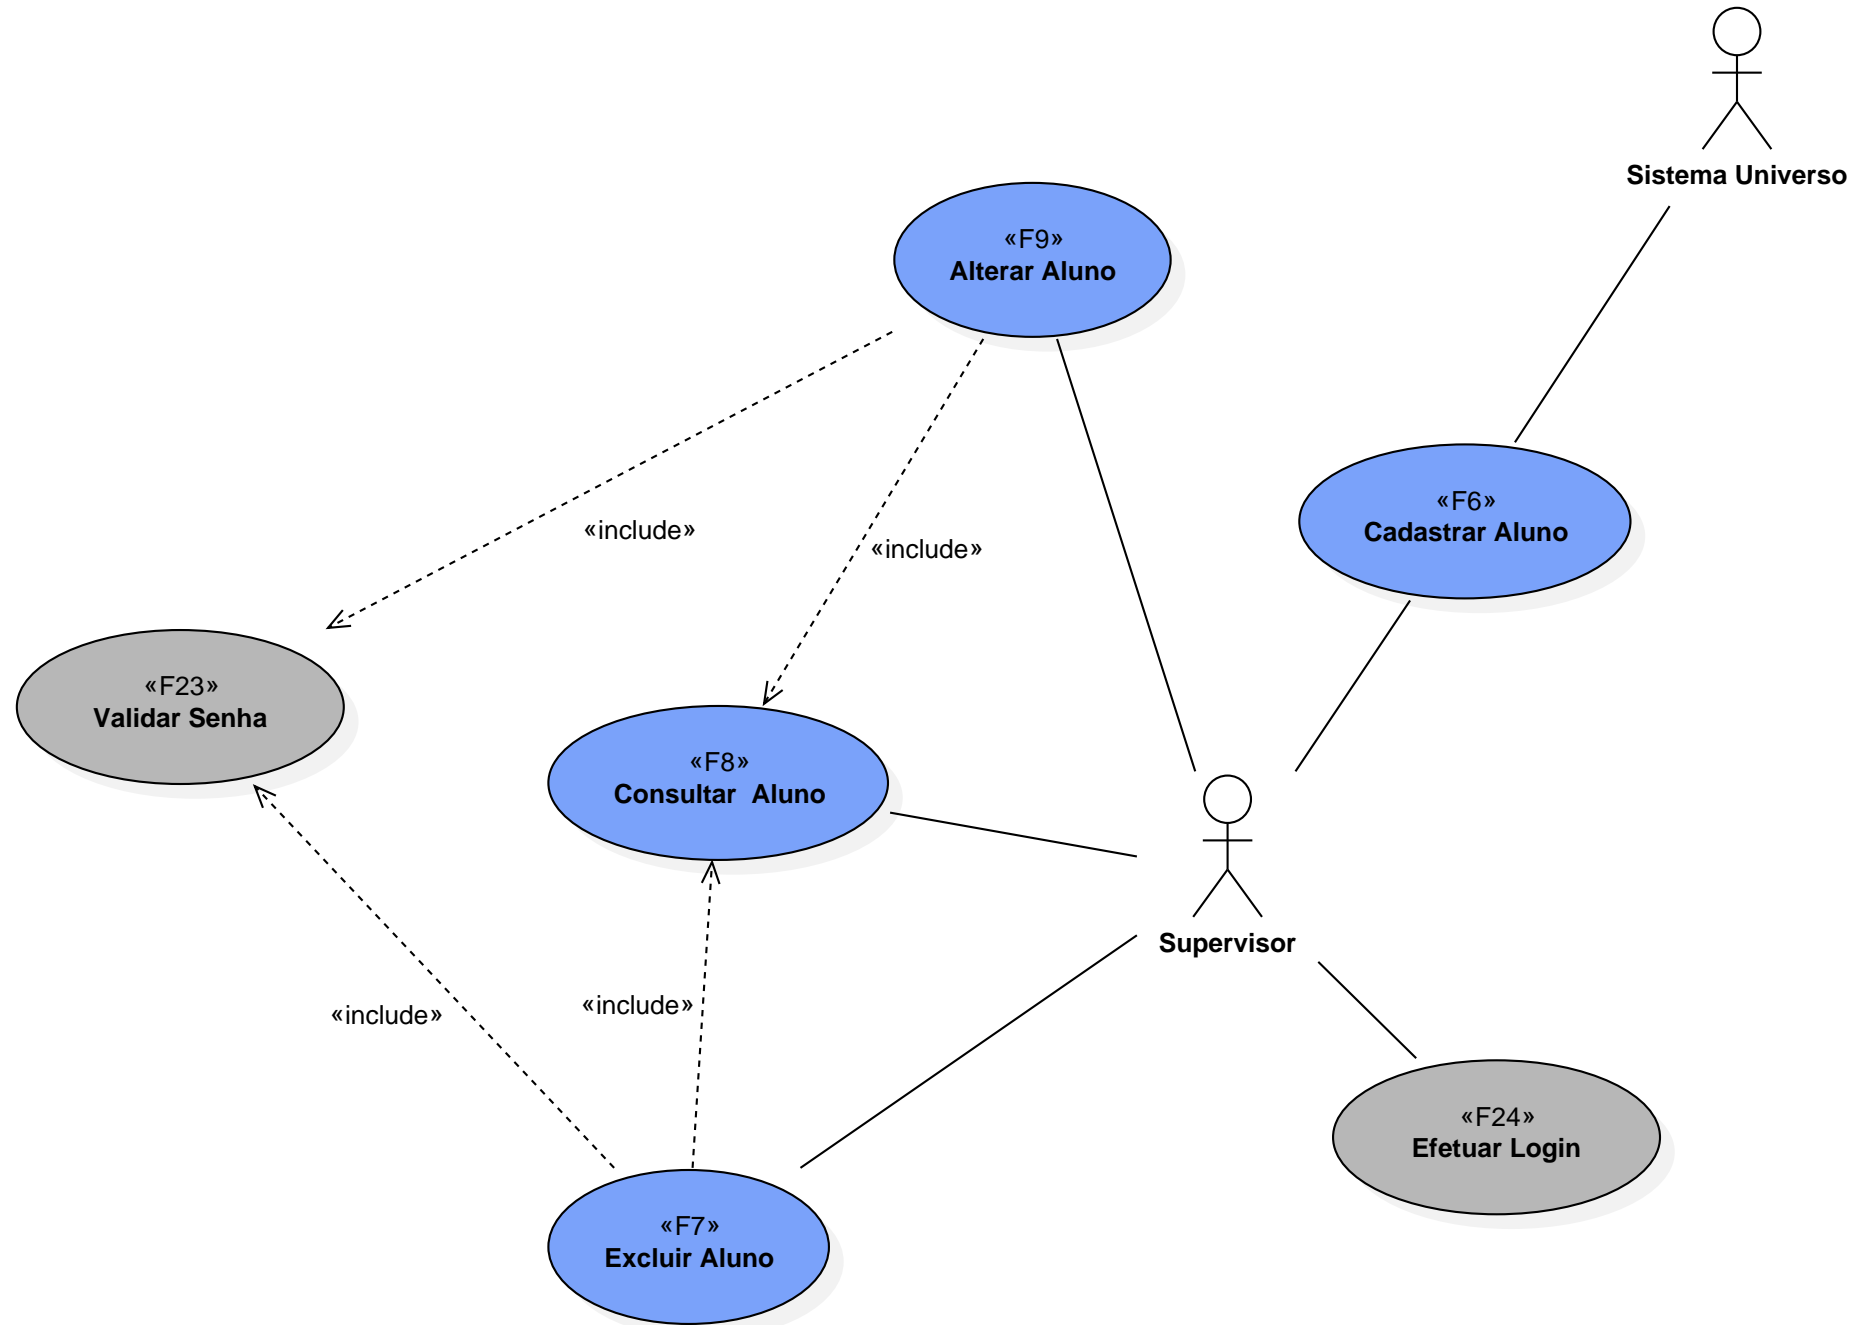 Sistema Universo
«F9»
Alterar Aluno
«F6»
Cadastrar Aluno
«include»
«include»
«F23»
Validar Senha
«F8»
Consultar Aluno
Supervisor
«include»
«include»
«F24»
Efetuar Login
«F7»
Excluir Aluno